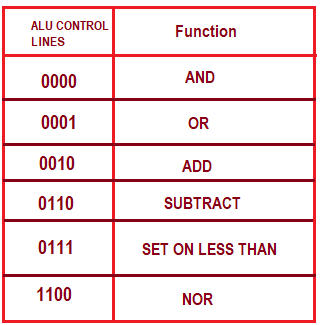 ALU CONTROL LINES Function
0000 AND
0001 OR
0010 ADD
0110 SUBTRACT
0111 SET ON LESS THAN
1100 NOR